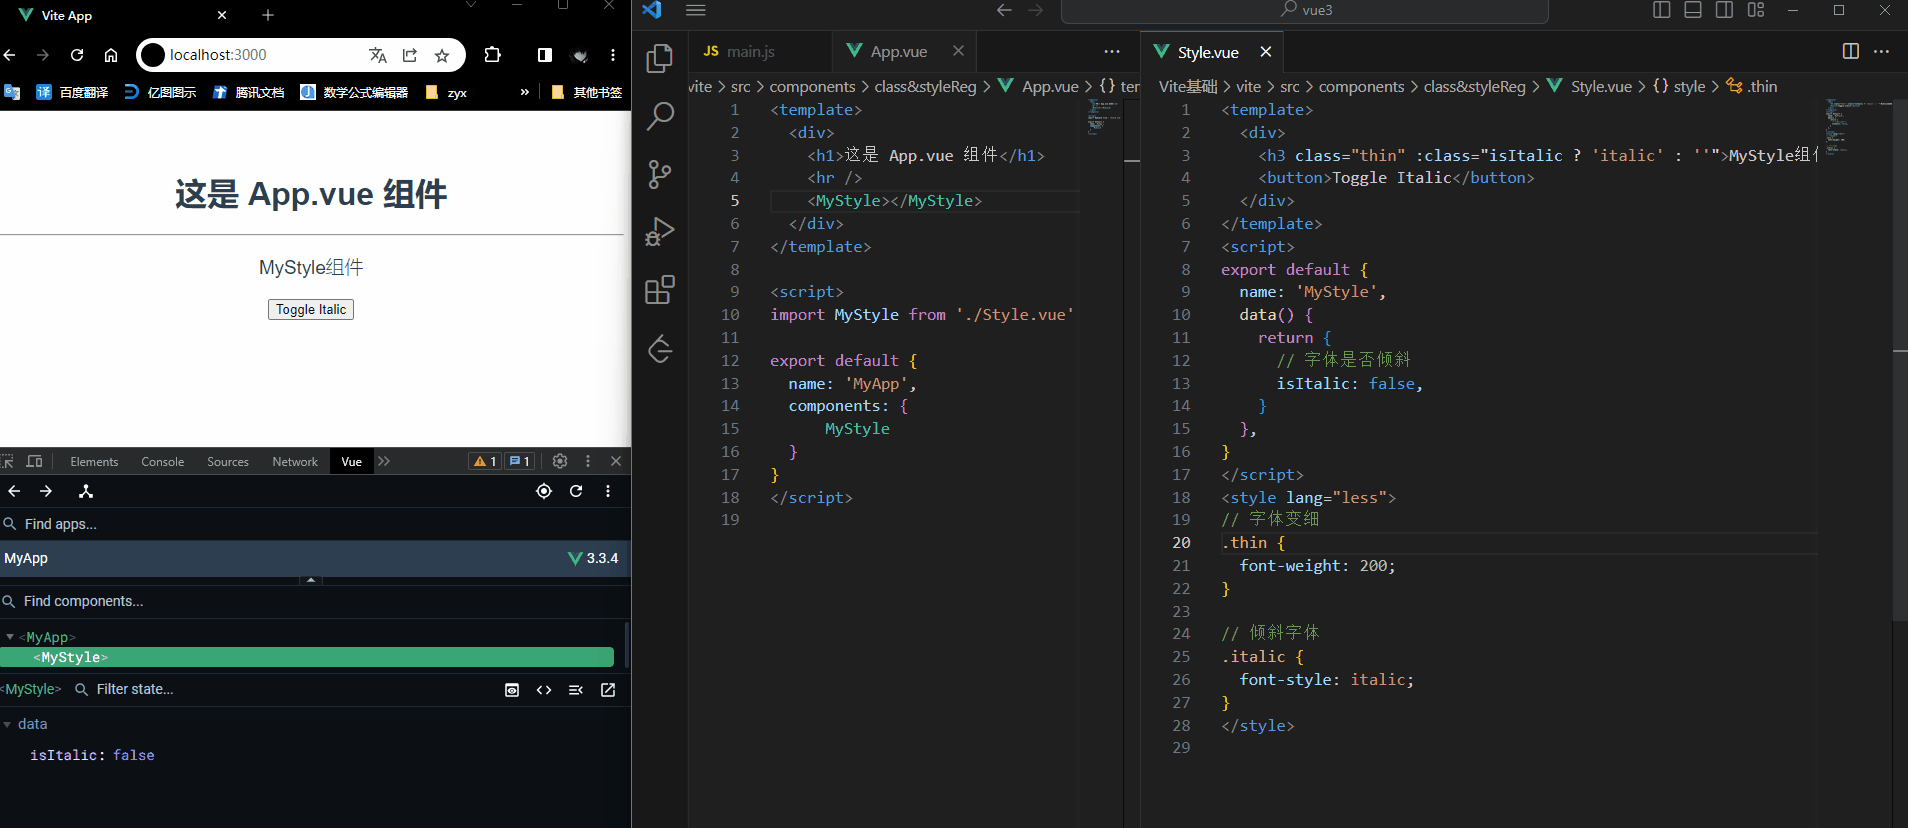 Vite App
localhost:3000
百度翻译 亿图图示 腾讯文档 数学公式编辑器 zyx » 其他书签
这是 App.vue 组件
MyStyle组件
Toggle Italic
Elements Console Sources Network Vue 1 1
Find apps...
MyApp 3.3.4
Find components...
<MyApp>
<MyStyle>
<MyStyle> Filter state...
data
isItalic: false
vue3
JS main.js App.vue
vite > src > components > class&styleReg > App.vue > {} ter
1 <template>
2 <div>
3 <h1>这是 App.vue 组件</h1>
4 <hr />
5 <MyStyle></MyStyle>
6 </div>
7 </template>
8
9 <script>
10 import MyStyle from './Style.vue'
11
12 export default {
13 name: 'MyApp',
14 components: {
15 MyStyle
16 }
17 }
18 </script>
19
Style.vue
Vite基础 > vite > src > components > class&styleReg > Style.vue > {} style > .thin
1 <template>
2 <div>
3 <h3 class="thin" :class="isItalic ? 'italic' : ''">MyStyle组件
4 <button>Toggle Italic</button>
5 </div>
6 </template>
7 <script>
8 export default {
9 name: 'MyStyle',
10 data() {
11 return {
12 // 字体是否倾斜
13 isItalic: false,
14 }
15 },
16 }
17 </script>
18 <style lang="less">
19 // 字体变细
20 .thin {
21 font-weight: 200;
22 }
23
24 // 倾斜字体
25 .italic {
26 font-style: italic;
27 }
28 </style>
29